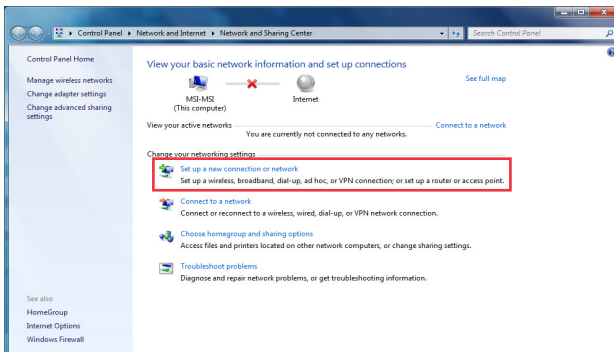 Control Panel Network and Internet Network and Sharing Center Search Control Panel
Control Panel Home
Manage wireless networks
Change adapter settings
Change advanced sharing
settings
See also
HomeGroup
Internet Options
Windows Firewall
View your basic network information and set up connections
See full map
MSI-MSI
(This computer)
Internet
View your active networks
Connect to a network
You are currently not connected to any networks.
Change your networking settings
Set up a new connection or network
Set up a wireless, broadband, dial-up, ad hoc, or VPN connection; or set up a router or access point.
Connect to a network
Connect or reconnect to a wireless, wired, dial-up, or VPN network connection.
Choose homegroup and sharing options
Access files and printers located on other network computers, or change sharing settings.
Troubleshoot problems
Diagnose and repair network problems, or get troubleshooting information.